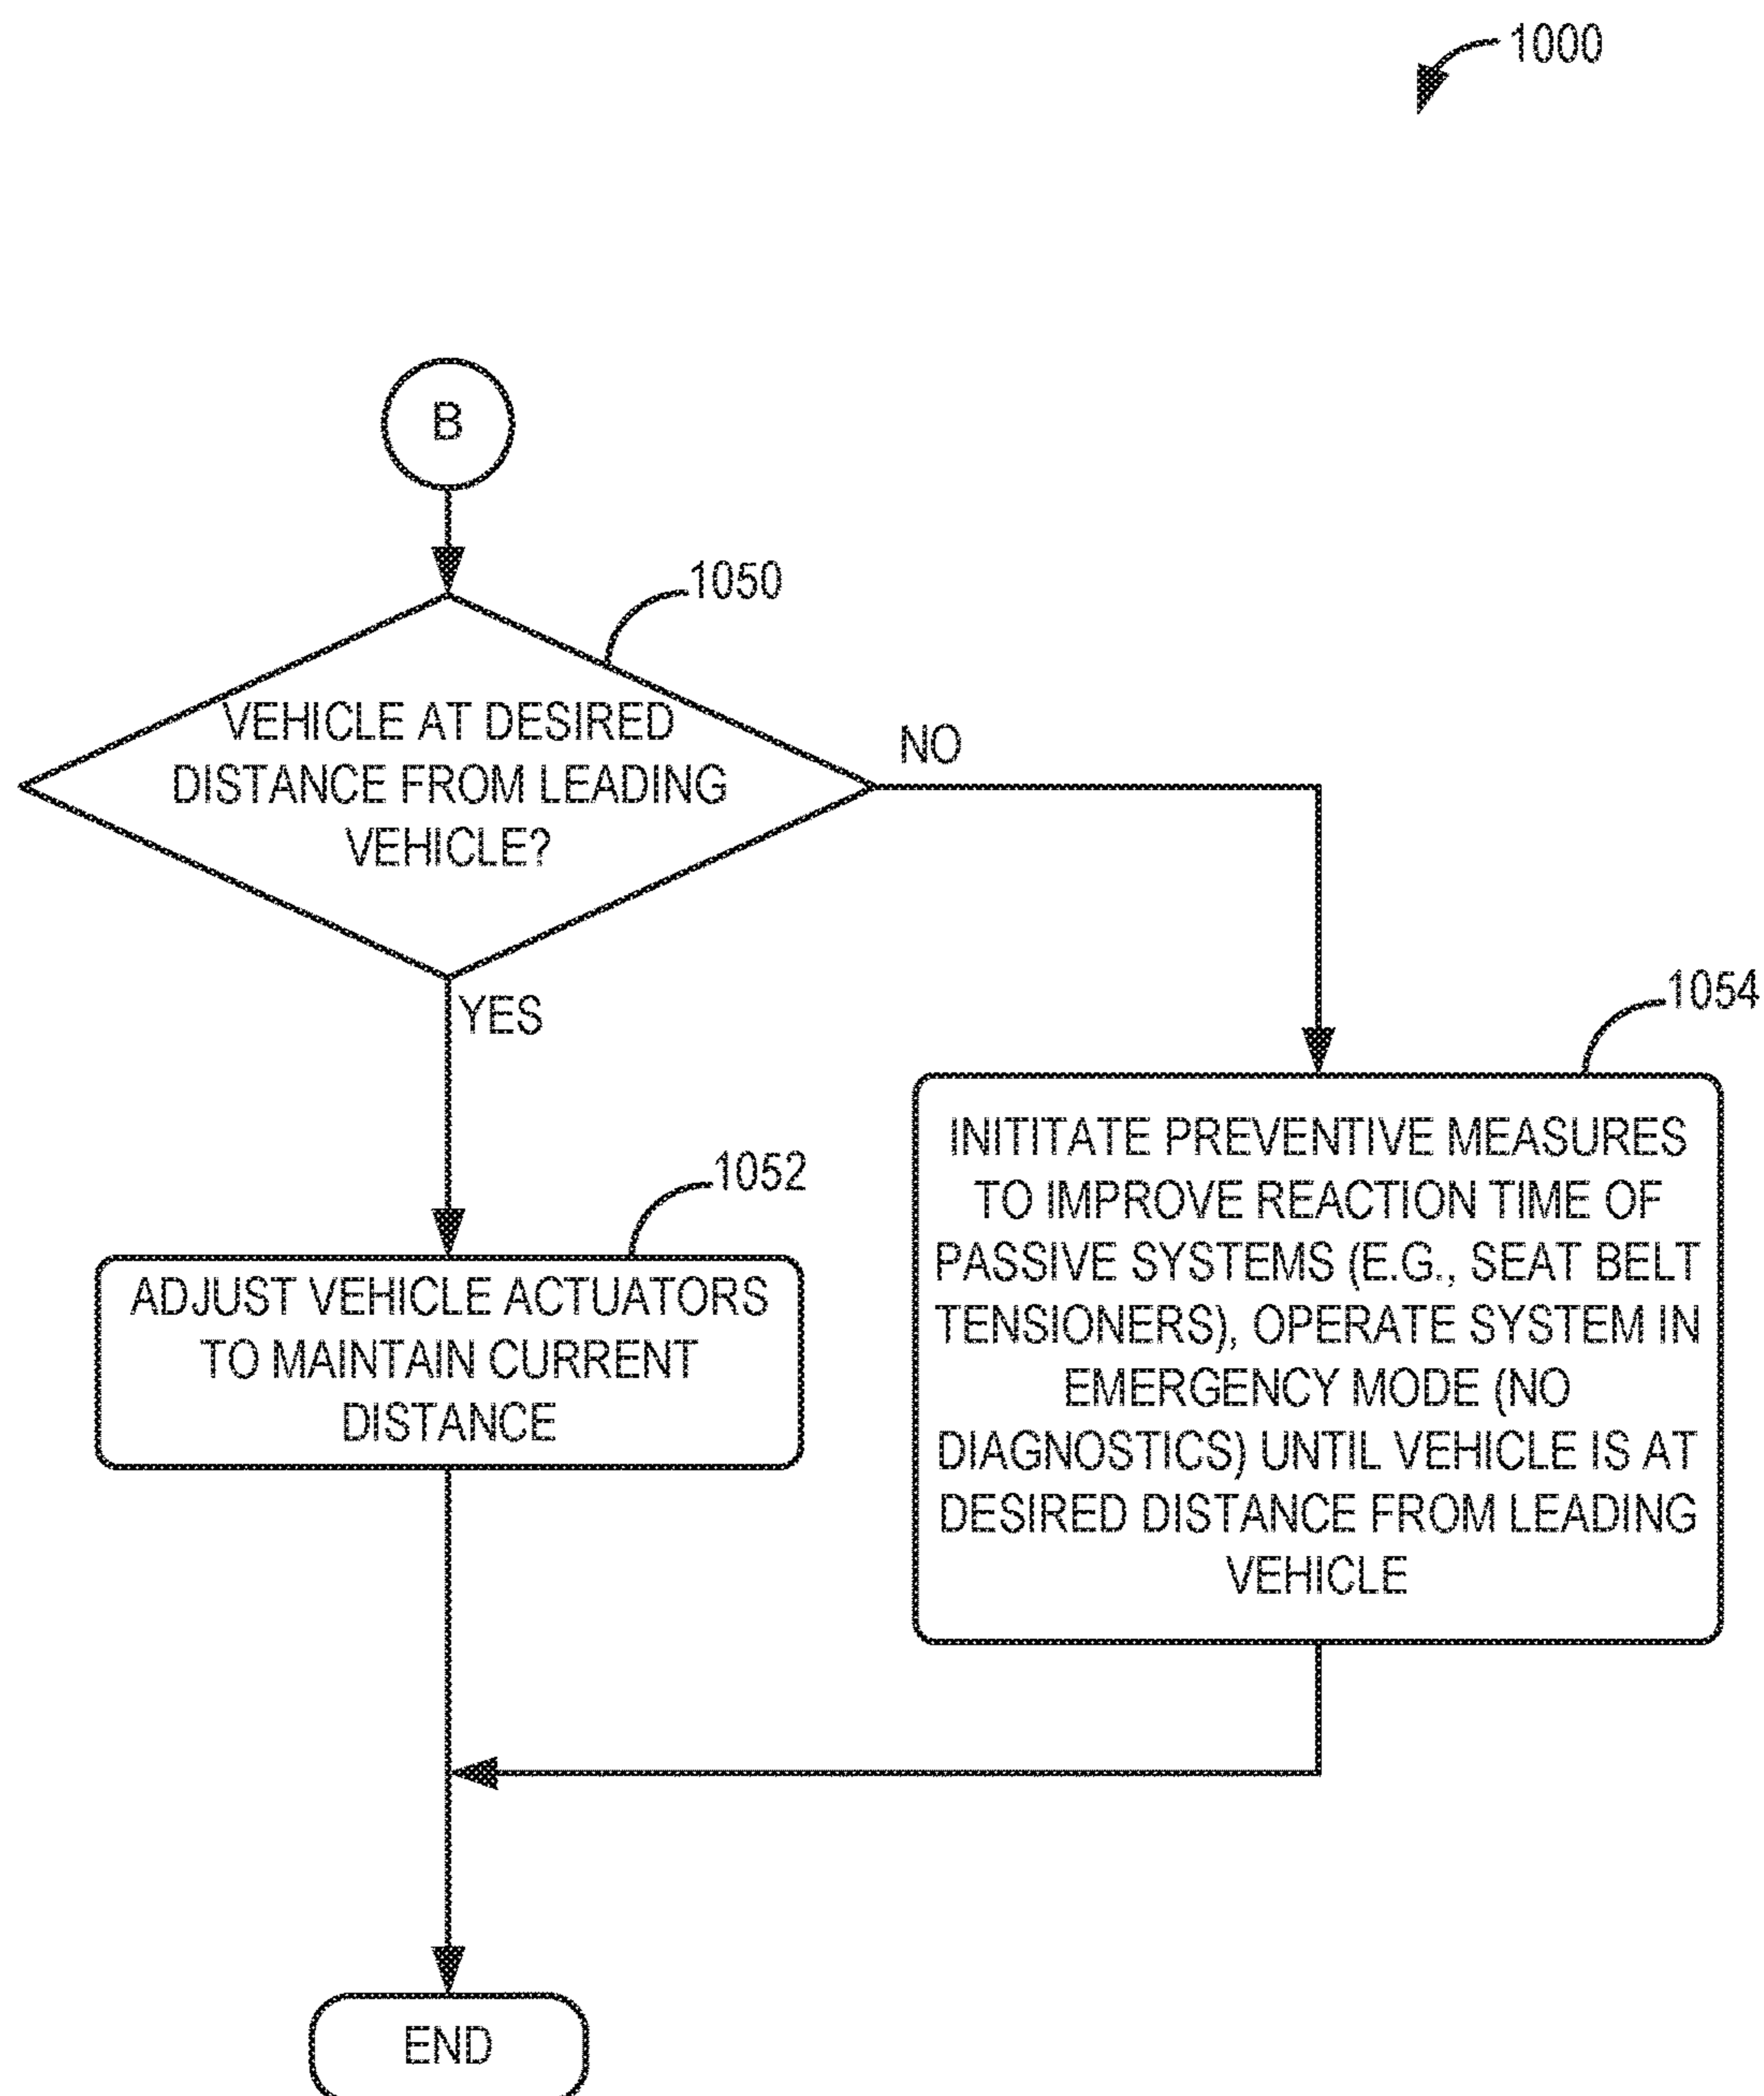 1000
B
1050
VEHICLE AT DESIRED
DISTANCE FROM LEADING
VEHICLE?
NO
YES
1054
INITITATE PREVENTIVE MEASURES
TO IMPROVE REACTION TIME OF
PASSIVE SYSTEMS (E.G., SEAT BELT
TENSIONERS), OPERATE SYSTEM IN
EMERGENCY MODE (NO
DIAGNOSTICS) UNTIL VEHICLE IS AT
DESIRED DISTANCE FROM LEADING
VEHICLE
1052
ADJUST VEHICLE ACTUATORS
TO MAINTAIN CURRENT
DISTANCE
END